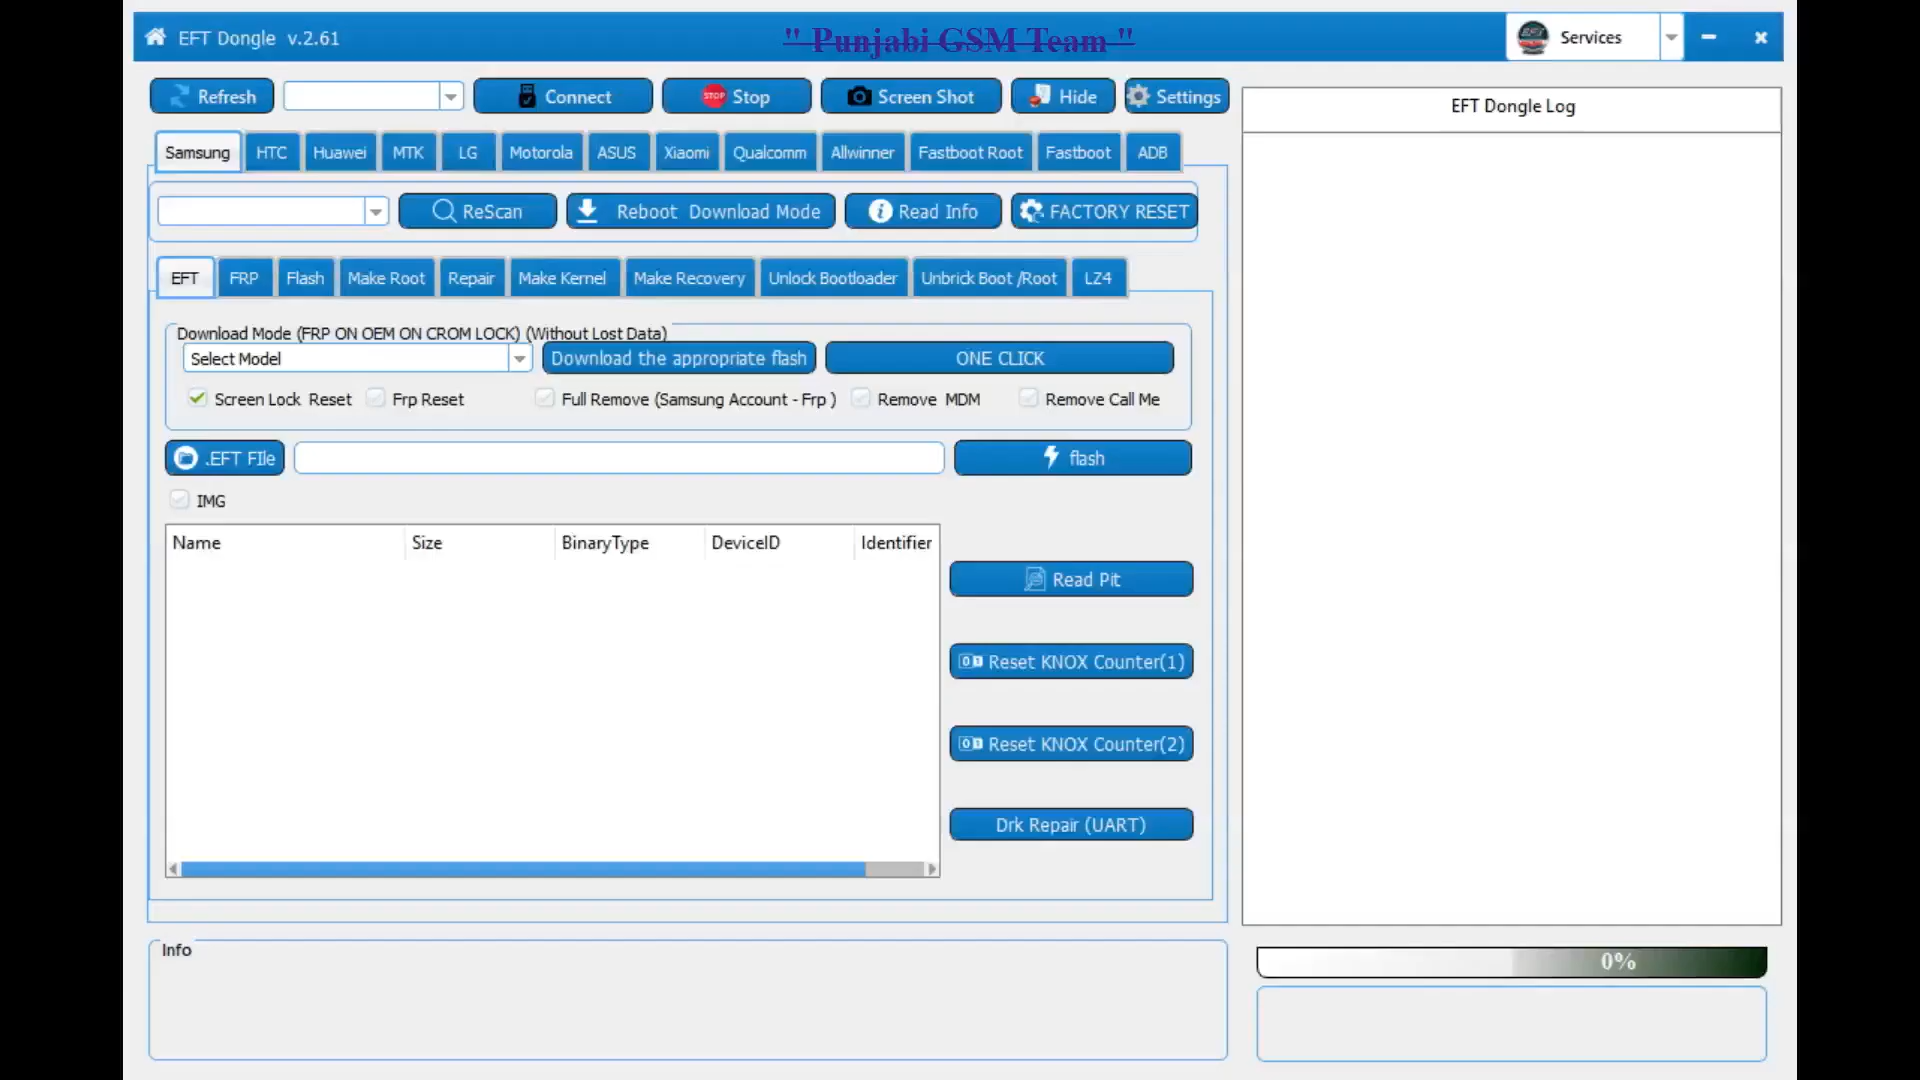 EFT Dongle v.2.61
" Punjabi GSM Team "
Services
Refresh
Connect
STOP Stop
Screen Shot
Hide
Settings
EFT Dongle Log
Samsung HTC Huawei MTK LG Motorola ASUS Xiaomi Qualcomm Allwinner Fastboot Root Fastboot ADB
ReScan
Reboot Download Mode
Read Info
FACTORY RESET
EFT FRP Flash Make Root Repair Make Kernel Make Recovery Unlock Bootloader Unbrick Boot /Root LZ4
Download Mode (FRP ON OEM ON CROM LOCK) (Without Lost Data)
Select Model
Download the appropriate flash
ONE CLICK
Screen Lock Reset
Frp Reset
Full Remove (Samsung Account - Frp )
Remove MDM
Remove Call Me
.EFT FIle
flash
IMG
Name Size BinaryType DeviceID Identifier
Read Pit
Reset KNOX Counter(1)
Reset KNOX Counter(2)
Drk Repair (UART)
Info
0%